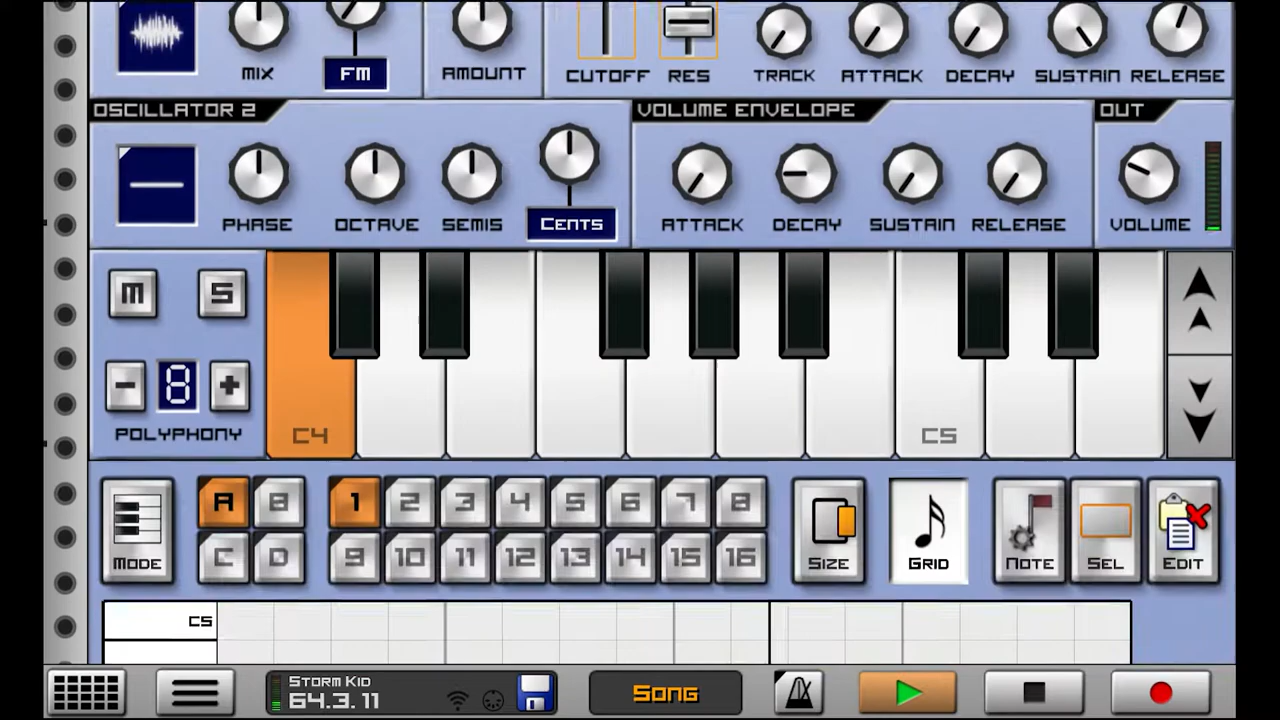 MIX FM AMOUNT CUTOFF RES TRACK ATTACK DECAY SUSTAIN RELEASE
OSCILLATOR 2 VOLUME ENVELOPE OUT
PHASE OCTAVE SEMIS Cents ATTACK DECAY SUSTAIN RELEASE VOLUME
M S
- 8 +
POLYPHONY C4 C5
A B 1 2 3 4 5 6 7 8
C D 9 10 11 12 13 14 15 16
MODE SIZE GRID NOTE SEL EDIT
C5
STORM KID
64.3.11 Song